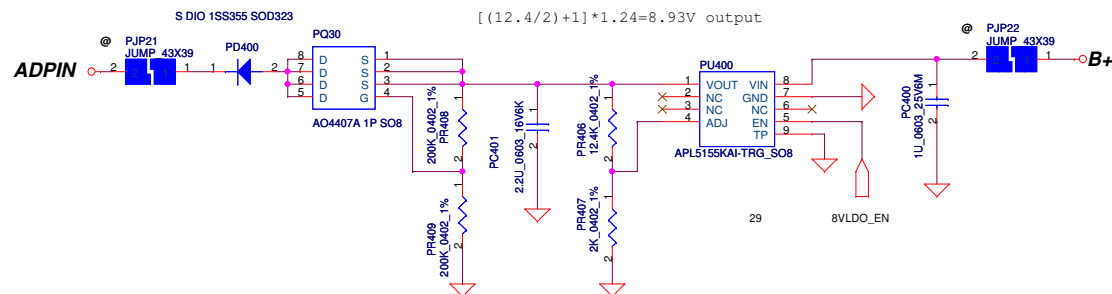 S DIO 1SS355 SOD323
[(12.4/2)+1]*1.24=8.93V output
@
PJP21
JUMP_43X39
PD400
PQ30
ADPIN
2 2 1 1 1 2
8 D S 1
7 D S 2
6 D S 3
5 D G 4
AO4407A 1P SO8
1
2
PR408
200K_0402_1%
1
2
PR409
200K_0402_1%
1
2
PC401
2.2U_0603_16V6K
1
2
PR406
12.4K_0402_1%
1
2
PR407
2K_0402_1%
PU400
1 VOUT VIN 8
2 NC GND 7
3 NC NC 6
4 ADJ EN 5
TP 9
APL5155KAI-TRG_SO8
29
8VLDO_EN
1
2
PC400
1U_0603_25V6M
@
PJP22
JUMP_43X39
2 2 1 1
B+